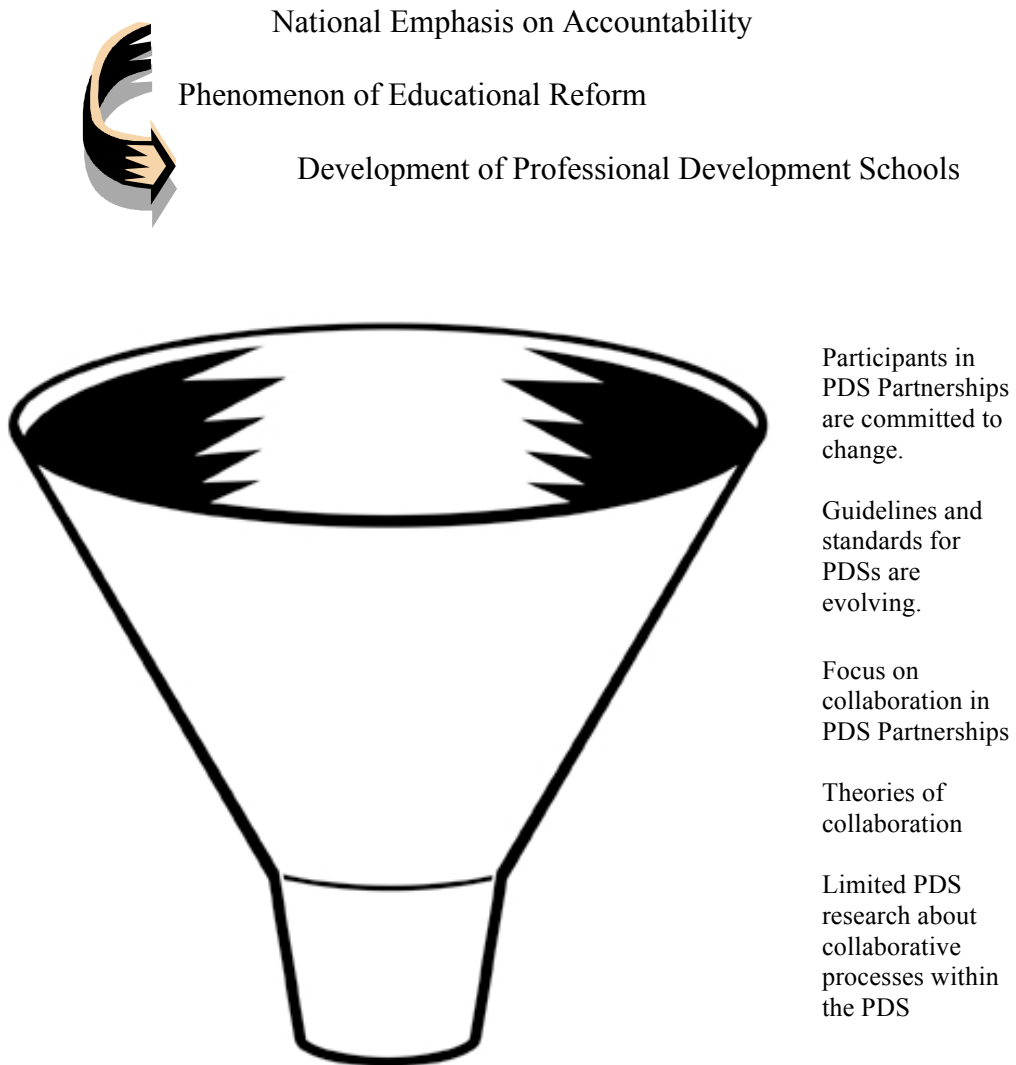 National Emphasis on Accountability
Phenomenon of Educational Reform
Development of Professional Development Schools
Participants in
PDS Partnerships
are committed to
change.
Guidelines and
standards for
PDSs are
evolving.
Focus on
collaboration in
PDS Partnerships
Theories of
collaboration
Limited PDS
research about
collaborative
processes within
the PDS